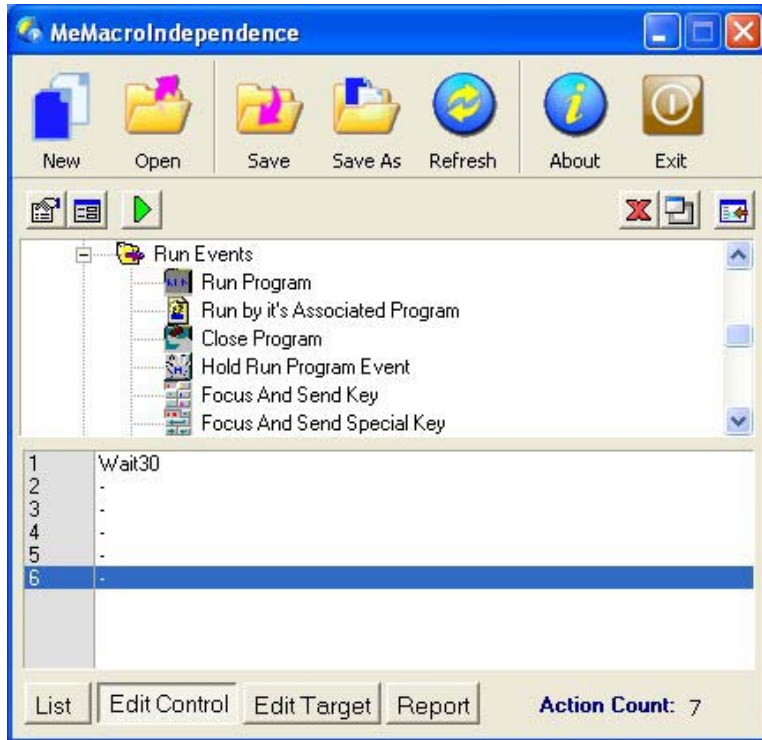 MeMacroIndependence
New Open Save Save As Refresh About Exit
Run Events
Run Program
Run by it's Associated Program
Close Program
Hold Run Program Event
Focus And Send Key
Focus And Send Special Key
1 Wait30
2 -
3 -
4 -
5 -
6 -
List Edit Control Edit Target Report Action Count: 7